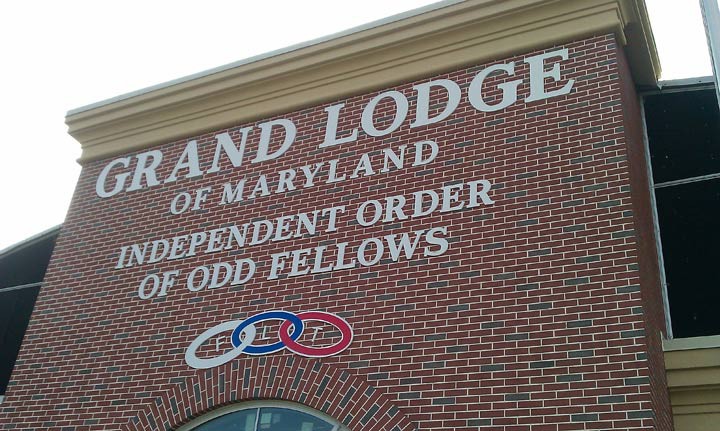 GRAND LODGE
OF MARYLAND
INDEPENDENT ORDER
OF ODD FELLOWS
F L T